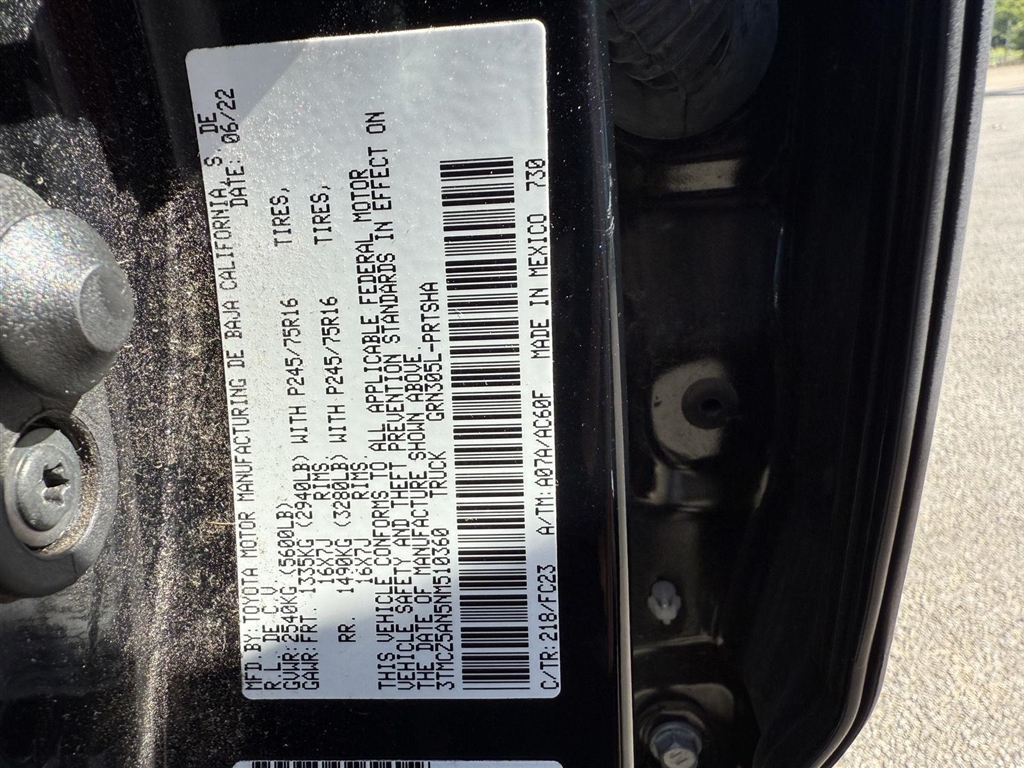 MFD.BY:TOYOTA MOTOR MANUFACTURING DE BAJA CALIFORNIA, S. DE
R.L. DE C.V. DATE: 06/22
GVWR:2540KG(5600LB)
GAWR:FRT. 1335KG (2940LB) WITH P245/75R16 TIRES,
16X7J RIMS
RR. 1490KG (3280LB) WITH P245/75R16 TIRES,
16X7J RIMS
THIS VEHICLE CONFORMS TO ALL APPLICABLE FEDERAL MOTOR
VEHICLE SAFETY AND THEFT PREVENTION STANDARDS IN EFFECT ON
THE DATE OF MANUFACTURE SHOWN ABOVE.
3TMCZ5AN5NM510360 TRUCK GRN305L-PRTSHA
C/TR:218/FC23 A/TM:A07A/AC60F MADE IN MEXICO 730